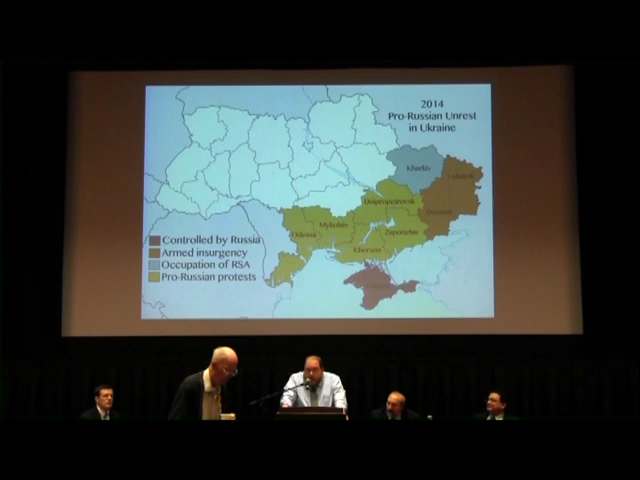 2014
Pro-Russian Unrest
in Ukraine
Kharkiv
Luhansk
Dnipropetrovsk
Donetsk
Mykolaiv
Odessa
Zaporizhia
Kherson
Controlled by Russia
Armed insurgency
Occupation of RSA
Pro-Russian protests